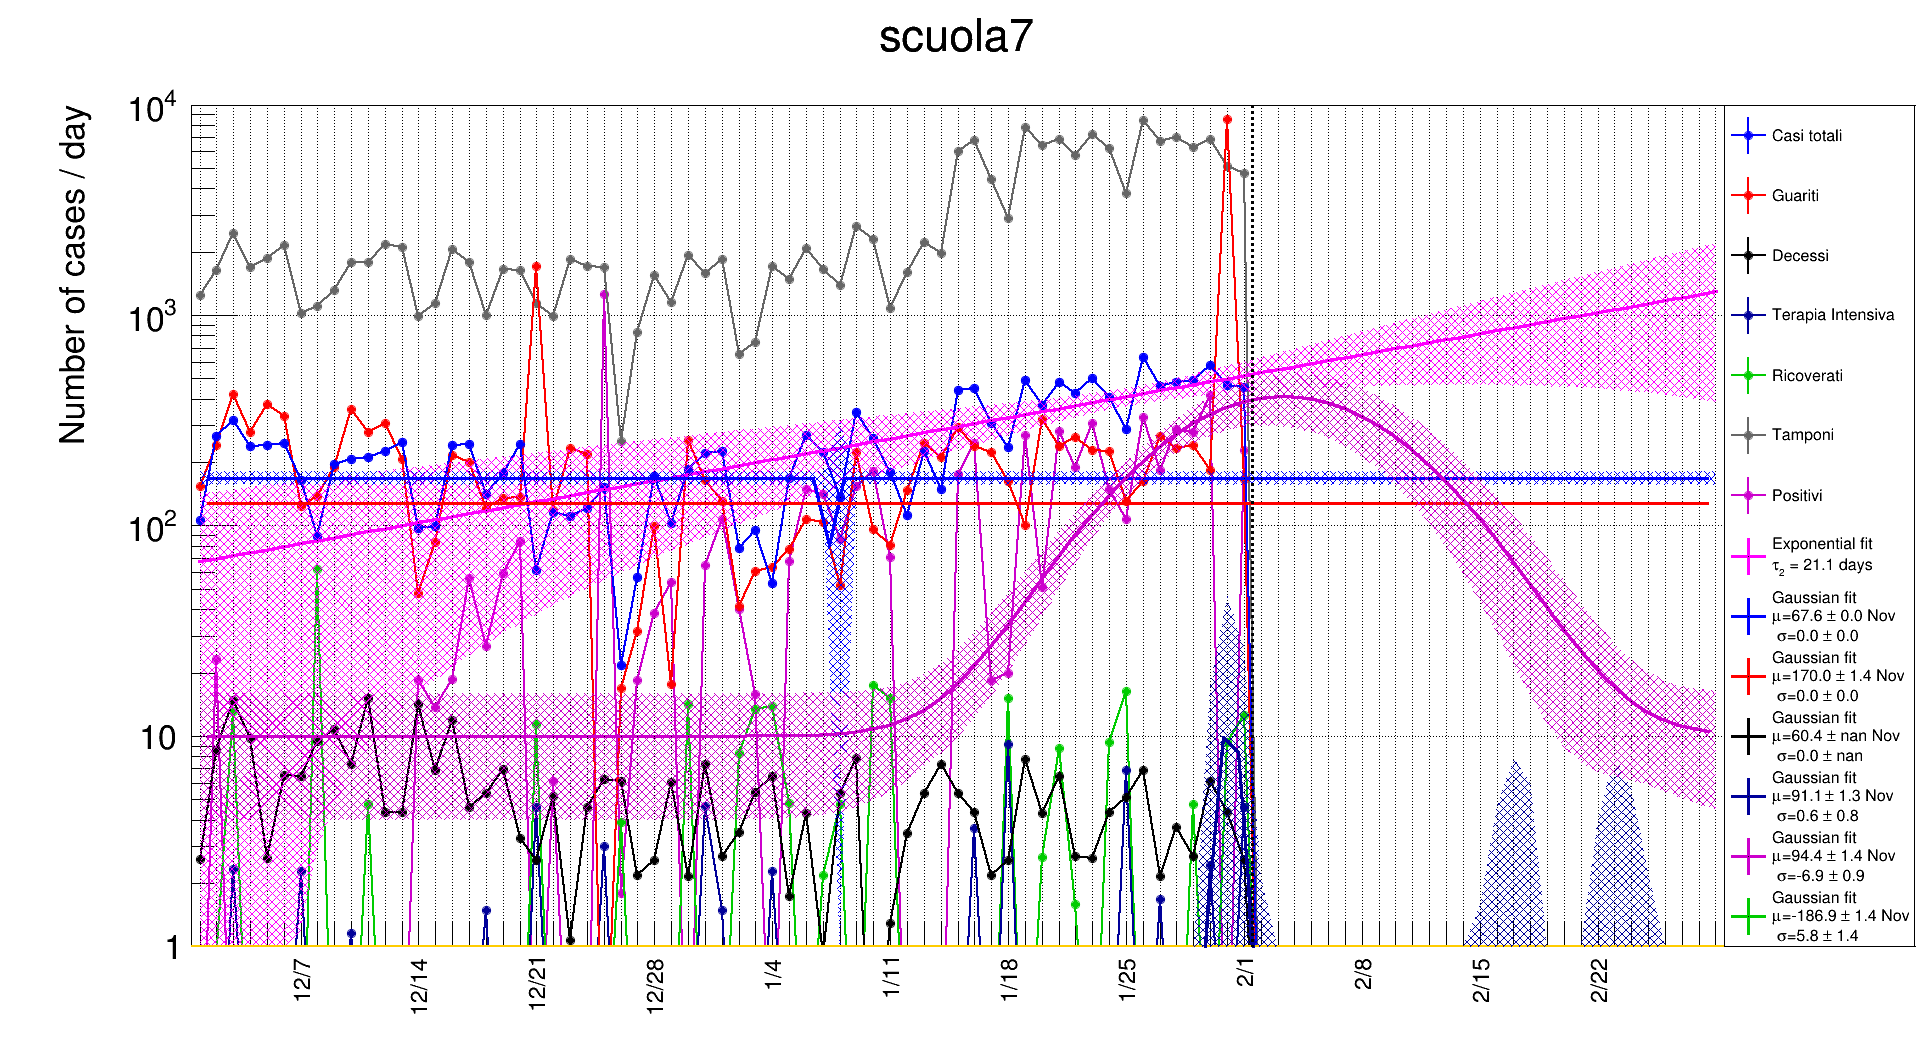 scuola7
Number of cases / day
10^4
10^3
10^2
10
1
12/7
12/14
12/21
12/28
1/4
1/11
1/18
1/25
2/1
2/8
2/15
2/22
Casi totali
Guariti
Decessi
Terapia Intensiva
Ricoverati
Tamponi
Positivi
Exponential fit
τ₂ = 21.1 days
Gaussian fit
μ=67.6 ± 0.0 Nov
σ=0.0 ± 0.0
Gaussian fit
μ=170.0 ± 1.4 Nov
σ=0.0 ± 0.0
Gaussian fit
μ=60.4 ± nan Nov
σ=0.0 ± nan
Gaussian fit
μ=91.1 ± 1.3 Nov
σ=0.6 ± 0.8
Gaussian fit
μ=94.4 ± 1.4 Nov
σ=-6.9 ± 0.9
Gaussian fit
μ=-186.9 ± 1.4 Nov
σ=5.8 ± 1.4